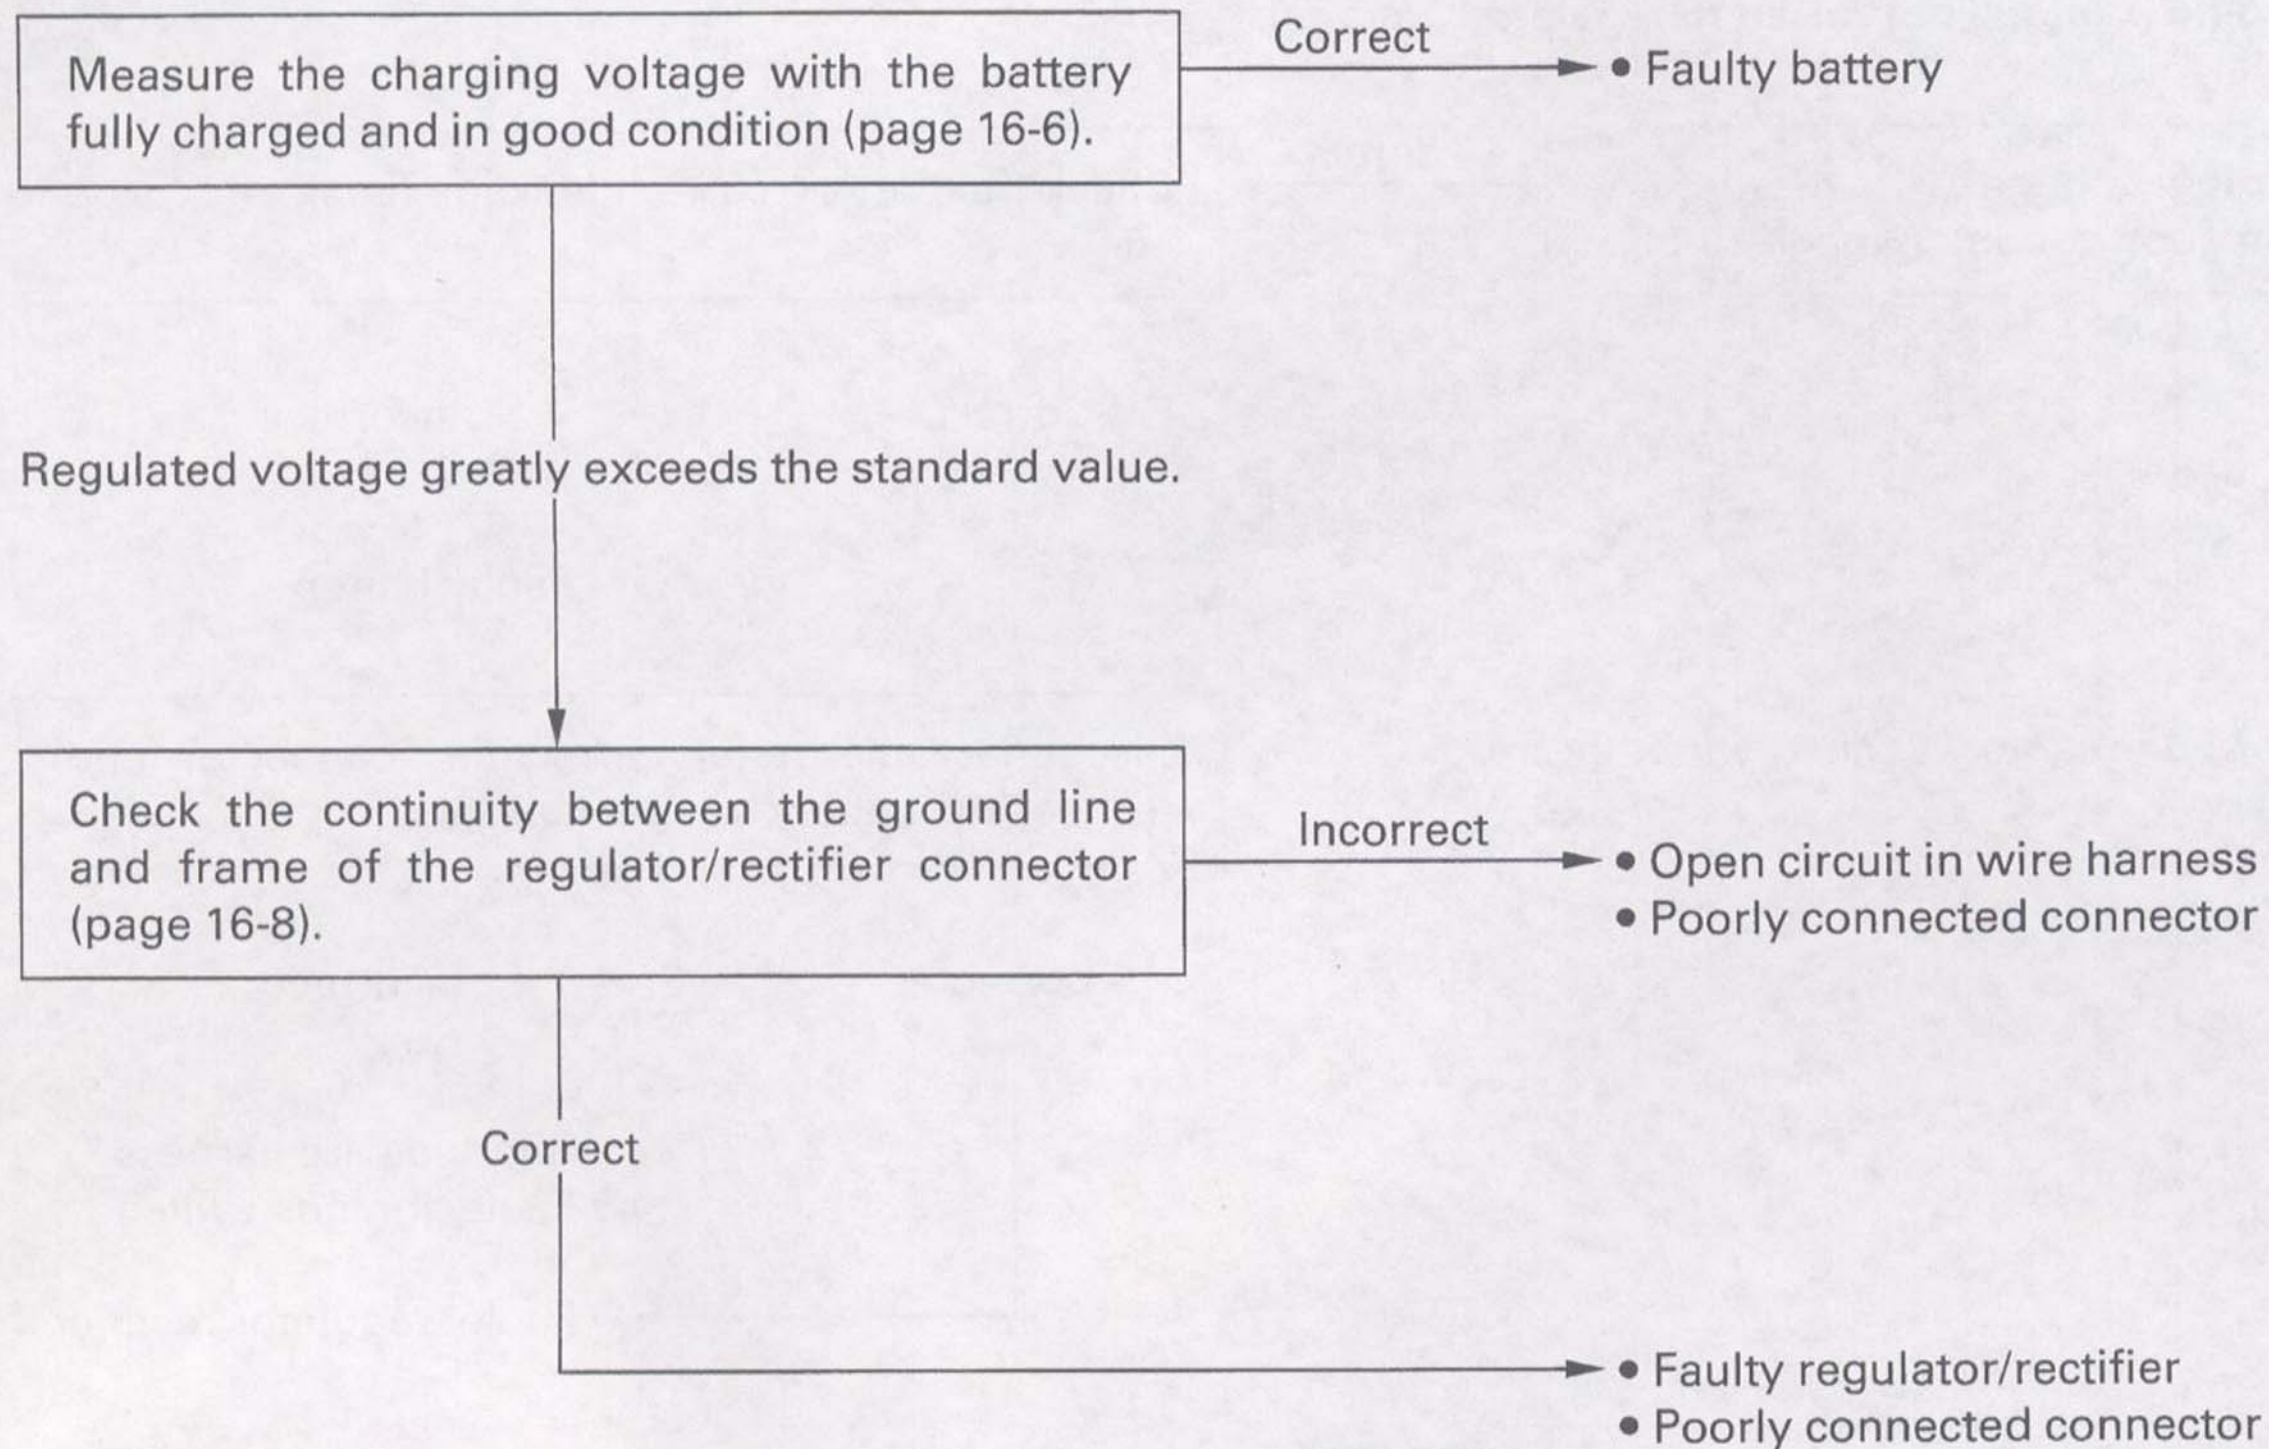 Measure the charging voltage with the battery
fully charged and in good condition (page 16-6).
Correct
• Faulty battery
Regulated voltage greatly exceeds the standard value.
Check the continuity between the ground line
and frame of the regulator/rectifier connector
(page 16-8).
Incorrect
• Open circuit in wire harness
• Poorly connected connector
Correct
• Faulty regulator/rectifier
• Poorly connected connector